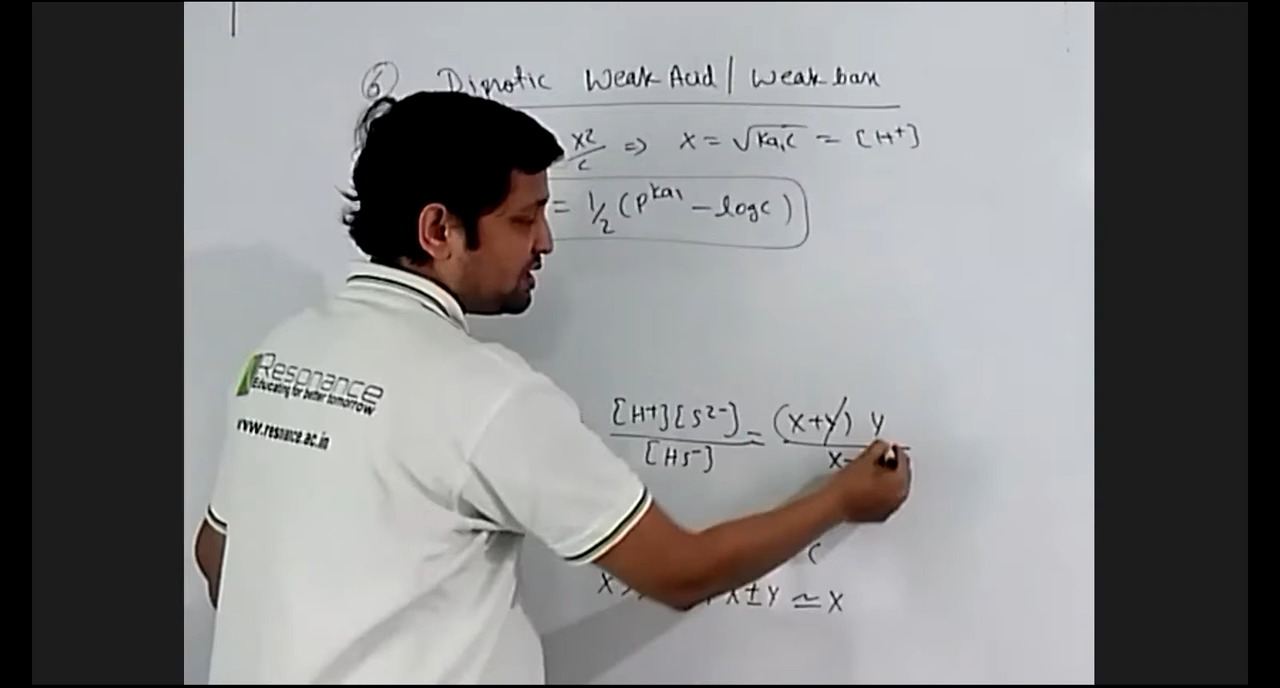 ⑥ Diprotic Weak Acid / Weak base
x²/c ⇒ x = √Ka₁C = [H⁺]
= 1/2 (pKa₁ - logc)
[H⁺][S²⁻] / [HS⁻] = (x+y) y / x-
x±y ≃ x
Resonance
Educating for better tomorrow
www.resonance.ac.in